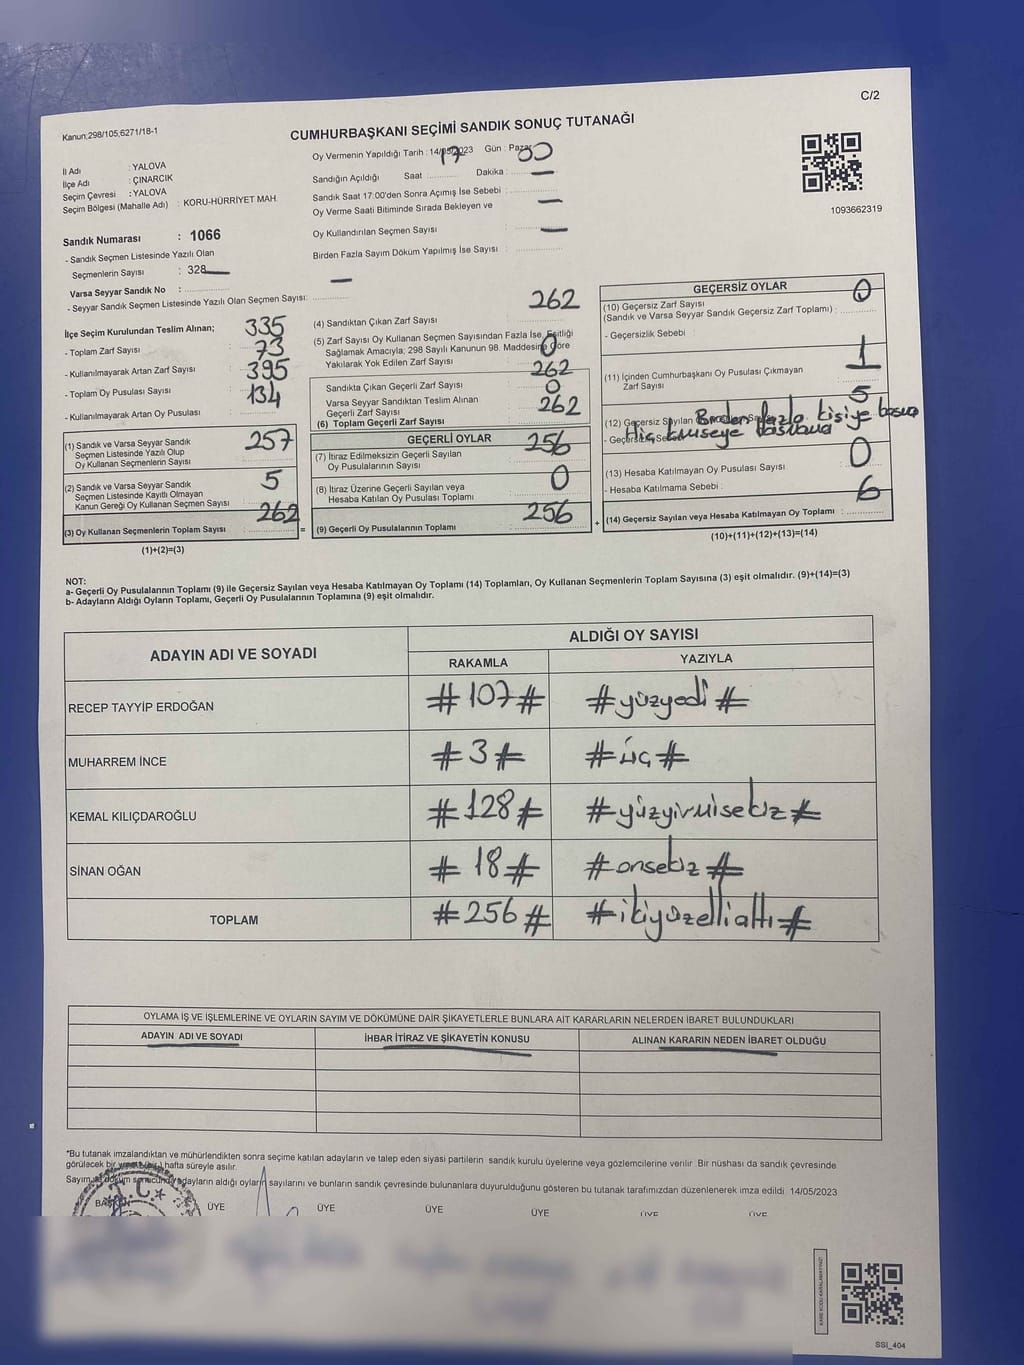 C/2
Kanun;298/105;6271/18-1
CUMHURBAŞKANI SEÇİMİ SANDIK SONUÇ TUTANAĞI
İl Adı : YALOVA
İlçe Adı : ÇINARCIK
Seçim Çevresi : YALOVA
Seçim Bölgesi (Mahalle Adı) : KORU-HÜRRİYET MAH.
Sandık Numarası : 1066
- Sandık Seçmen Listesinde Yazılı Olan
Seçmenlerin Sayısı : 328
Varsa Seyyar Sandık No : —
- Seyyar Sandık Seçmen Listesinde Yazılı Olan Seçmen Sayısı:
Oy Vermenin Yapıldığı Tarih : 14/05/2023 Gün : Pazar
Sandığın Açıldığı Saat : 17 Dakika : 00
Sandık Saat 17:00'den Sonra Açımış İse Sebebi : —
Oy Verme Saati Bitiminde Sırada Bekleyen ve
Oy Kullandırılan Seçmen Sayısı : —
Birden Fazla Sayım Döküm Yapılmış İse Sayısı : —
1093662319
İlçe Seçim Kurulundan Teslim Alınan;
- Toplam Zarf Sayısı : 335
- Kullanılmayarak Artan Zarf Sayısı : 73
- Toplam Oy Pusulası Sayısı : 395
- Kullanılmayarak Artan Oy Pusulası : 134
(1) Sandık ve Varsa Seyyar Sandık
Seçmen Listesinde Yazılı Olup
Oy Kullanan Seçmenlerin Sayısı 257
(2) Sandık ve Varsa Seyyar Sandık
Seçmen Listesinde Kayıtlı Olmayan
Kanun Gereği Oy Kullanan Seçmen Sayısı 5
(3) Oy Kullanan Seçmenlerin Toplam Sayısı 262 =
(1)+(2)=(3)
(4) Sandıktan Çıkan Zarf Sayısı 262
(5) Zarf Sayısı Oy Kullanan Seçmen Sayısından Fazla İse, Eşitliği
Sağlamak Amacıyla; 298 Sayılı Kanunun 98. Maddesine Göre
Yakılarak Yok Edilen Zarf Sayısı 0
Sandıkta Çıkan Geçerli Zarf Sayısı 262
Varsa Seyyar Sandıktan Teslim Alınan
Geçerli Zarf Sayısı 0
(6) Toplam Geçerli Zarf Sayısı 262
GEÇERLİ OYLAR
(7) İtiraz Edilmeksizin Geçerli Sayılan
Oy Pusulalarının Sayısı 256
(8) İtiraz Üzerine Geçerli Sayılan veya
Hesaba Katılan Oy Pusulası Toplamı 0
(9) Geçerli Oy Pusulalarının Toplamı 256 +
GEÇERSİZ OYLAR
(10) Geçersiz Zarf Sayısı
(Sandık ve Varsa Seyyar Sandık Geçersiz Zarf Toplamı) : 0
- Geçersizlik Sebebi :
(11) İçinden Cumhurbaşkanı Oy Pusulası Çıkmayan
Zarf Sayısı 1
(12) Geçersiz Sayılan 5
Birden fazla kişiye basma
Hiç kimseye basmama
(13) Hesaba Katılmayan Oy Pusulası Sayısı : 0
- Hesaba Katılmama Sebebi :
(14) Geçersiz Sayılan veya Hesaba Katılmayan Oy Toplamı : 6
(10)+(11)+(12)+(13)=(14)
NOT:
a- Geçerli Oy Pusulalarının Toplamı (9) ile Geçersiz Sayılan veya Hesaba Katılmayan Oy Toplamı (14) Toplamları, Oy Kullanan Seçmenlerin Toplam Sayısına (3) eşit olmalıdır. (9)+(14)=(3)
b- Adayların Aldığı Oyların Toplamı, Geçerli Oy Pusulalarının Toplamına (9) eşit olmalıdır.
ADAYIN ADI VE SOYADI ALDIĞI OY SAYISI
RAKAMLA YAZIYLA
RECEP TAYYİP ERDOĞAN #107# #yüzyedi#
MUHARREM İNCE #3# #üç#
KEMAL KILIÇDAROĞLU #128# #yüzyirmisekiz#
SİNAN OĞAN #18# #onsekiz#
TOPLAM #256# #ikiyüzelliALTı#
OYLAMA İŞ VE İŞLEMLERİNE VE OYLARIN SAYIM VE DÖKÜMÜNE DAİR ŞİKAYETLERLE BUNLARA AİT KARARLARIN NELERDEN İBARET BULUNDUKLARI
ADAYIN ADI VE SOYADI İHBAR İTİRAZ VE ŞİKAYETİN KONUSU ALINAN KARARIN NEDEN İBARET OLDUĞU
*Bu tutanak imzalandıktan ve mühürlendikten sonra seçime katılan adayların ve talep eden siyasi partilerin sandık kurulu üyelerine veya gözlemcilerine verilir. Bir nüshası da sandık çevresinde
görülecek bir yere bir hafta süreyle asılır.
Sayım ve döküm sonucunda adayların aldığı oyların sayılarını ve bunların sandık çevresinde bulunanlara duyurulduğunu gösteren bu tutanak tarafımızdan düzenlenerek imza edildi 14/05/2023
T.C.
BAŞKAN ÜYE ÜYE ÜYE ÜYE ÜYE ÜYE
KARE KODU KARALAMAYINIZ!
SSI_404